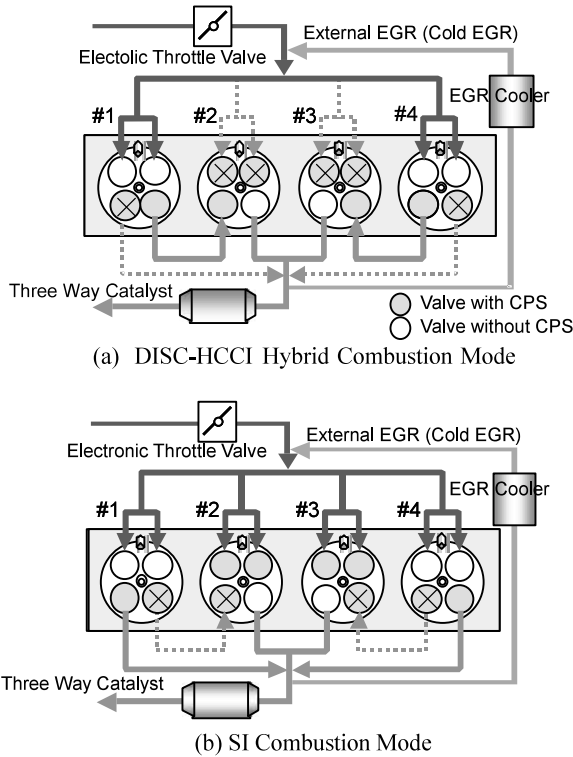 External EGR (Cold EGR)
Electolic Throttle Valve
EGR Cooler
#1
#2
#3
#4
Three Way Catalyst
Valve with CPS
Valve without CPS
(a) DISC-HCCI Hybrid Combustion Mode
External EGR (Cold EGR)
Electronic Throttle Valve
EGR Cooler
#1
#2
#3
#4
Three Way Catalyst
(b) SI Combustion Mode